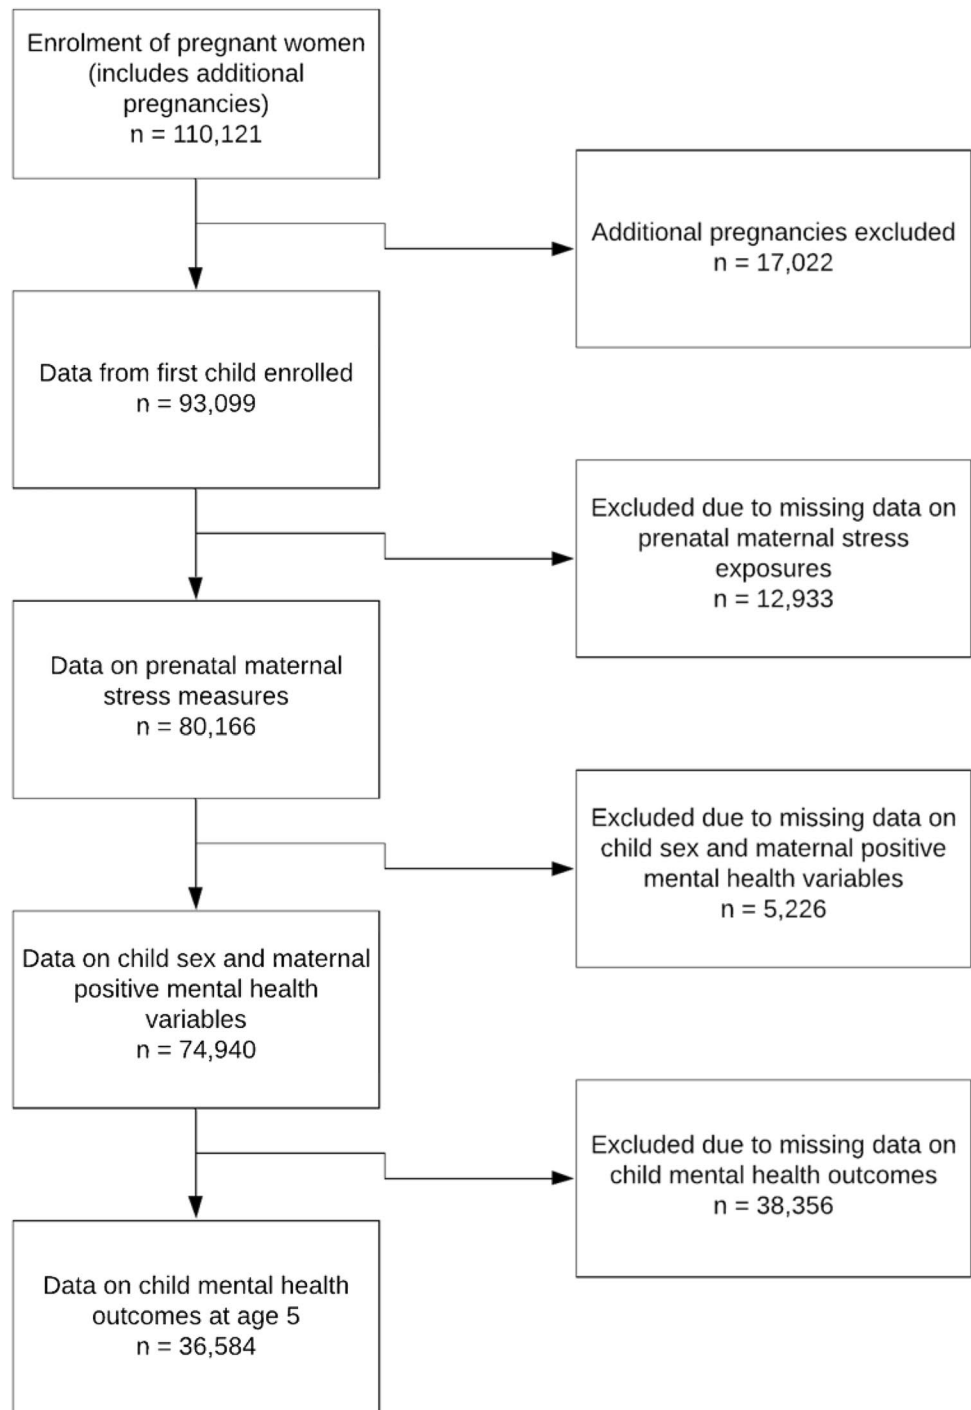 Enrolment of pregnant women
(includes additional
pregnancies)
n = 110,121
Additional pregnancies excluded
n = 17,022
Data from first child enrolled
n = 93,099
Excluded due to missing data on
prenatal maternal stress
exposures
n = 12,933
Data on prenatal maternal
stress measures
n = 80,166
Excluded due to missing data on
child sex and maternal positive
mental health variables
n = 5,226
Data on child sex and maternal
positive mental health
variables
n = 74,940
Excluded due to missing data on
child mental health outcomes
n = 38,356
Data on child mental health
outcomes at age 5
n = 36,584